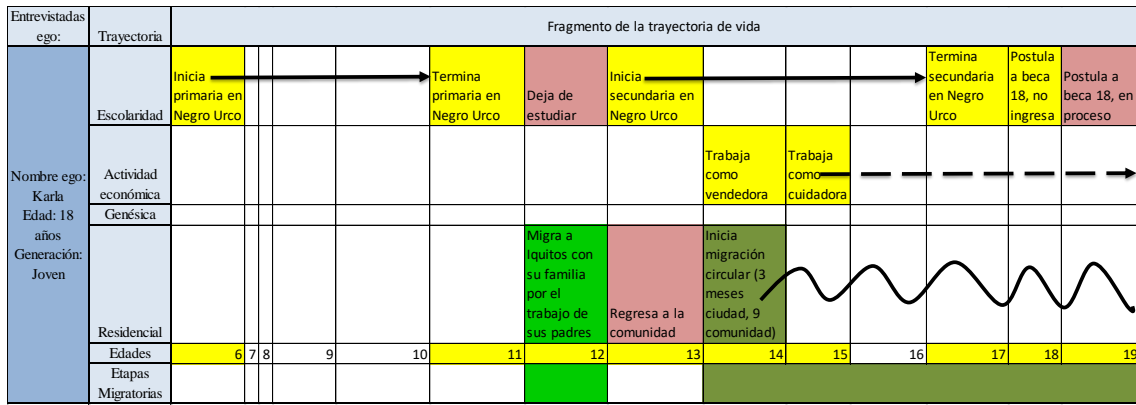 Entrevistadas
ego:
Trayectoria
Fragmento de la trayectoria de vida
Nombre ego:
Karla
Edad: 18
años
Generación:
Joven
Escolaridad
Inicia
primaria en
Negro Urco
Termina
primaria en
Negro Urco
Deja de
estudiar
Inicia
secundaria en
Negro Urco
Termina
secundaria
en Negro
Urco
Postula
a beca
18, no
ingresa
Postula a
beca 18, en
proceso
Actividad
económica
Trabaja
como
vendedora
Trabaja
como
cuidadora
Genésica
Residencial
Migra a
Iquitos con
su familia
por el
trabajo de
sus padres
Regresa a la
comunidad
Inicia
migración
circular (3
meses
ciudad, 9
comunidad)
Edades
6 7 8 9 10 11 12 13 14 15 16 17 18 19
Etapas
Migratorias